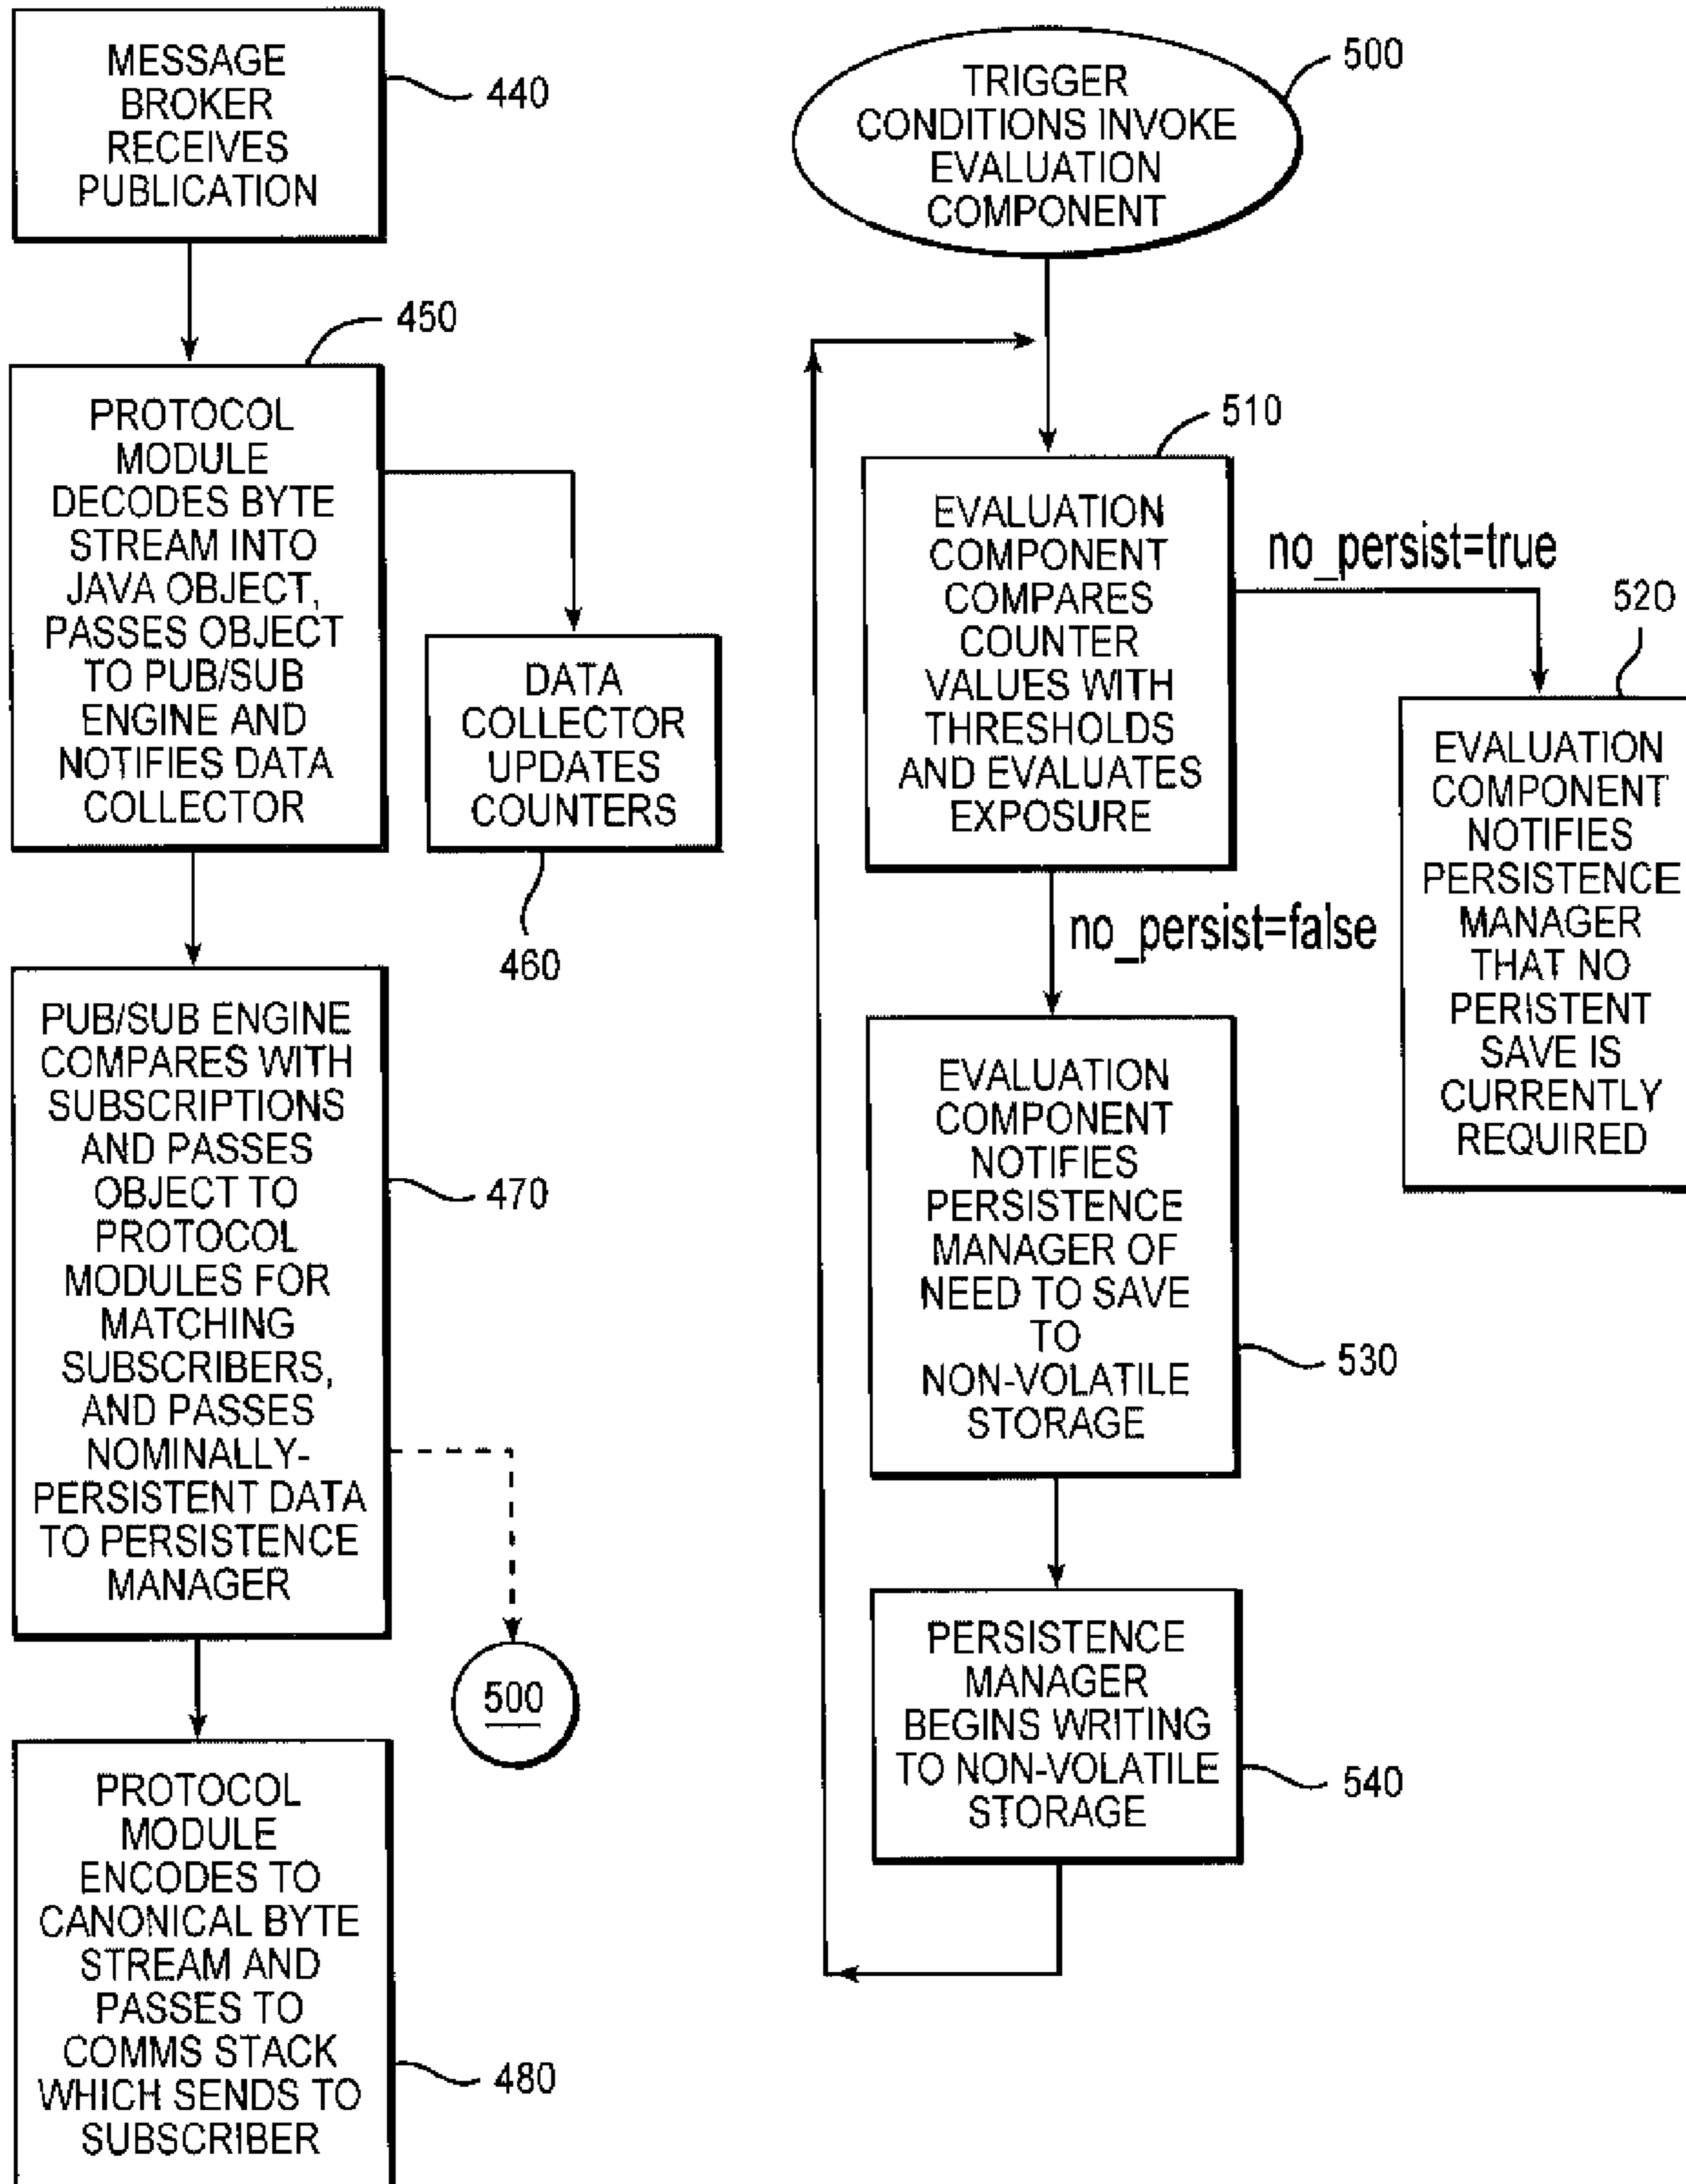 MESSAGE
BROKER
RECEIVES
PUBLICATION
440
PROTOCOL
MODULE
DECODES BYTE
STREAM INTO
JAVA OBJECT,
PASSES OBJECT
TO PUB/SUB
ENGINE AND
NOTIFIES DATA
COLLECTOR
450
DATA
COLLECTOR
UPDATES
COUNTERS
460
PUB/SUB ENGINE
COMPARES WITH
SUBSCRIPTIONS
AND PASSES
OBJECT TO
PROTOCOL
MODULES FOR
MATCHING
SUBSCRIBERS,
AND PASSES
NOMINALLY-
PERSISTENT DATA
TO PERSISTENCE
MANAGER
470
500
PROTOCOL
MODULE
ENCODES TO
CANONICAL BYTE
STREAM AND
PASSES TO
COMMS STACK
WHICH SENDS TO
SUBSCRIBER
480
TRIGGER
CONDITIONS INVOKE
EVALUATION
COMPONENT
500
EVALUATION
COMPONENT
COMPARES
COUNTER
VALUES WITH
THRESHOLDS
AND EVALUATES
EXPOSURE
510
no_persist=true
EVALUATION
COMPONENT
NOTIFIES
PERSISTENCE
MANAGER
THAT NO
PERISTENT
SAVE IS
CURRENTLY
REQUIRED
520
no_persist=false
EVALUATION
COMPONENT
NOTIFIES
PERSISTENCE
MANAGER OF
NEED TO SAVE
TO
NON-VOLATILE
STORAGE
530
PERSISTENCE
MANAGER
BEGINS WRITING
TO NON-VOLATILE
STORAGE
540